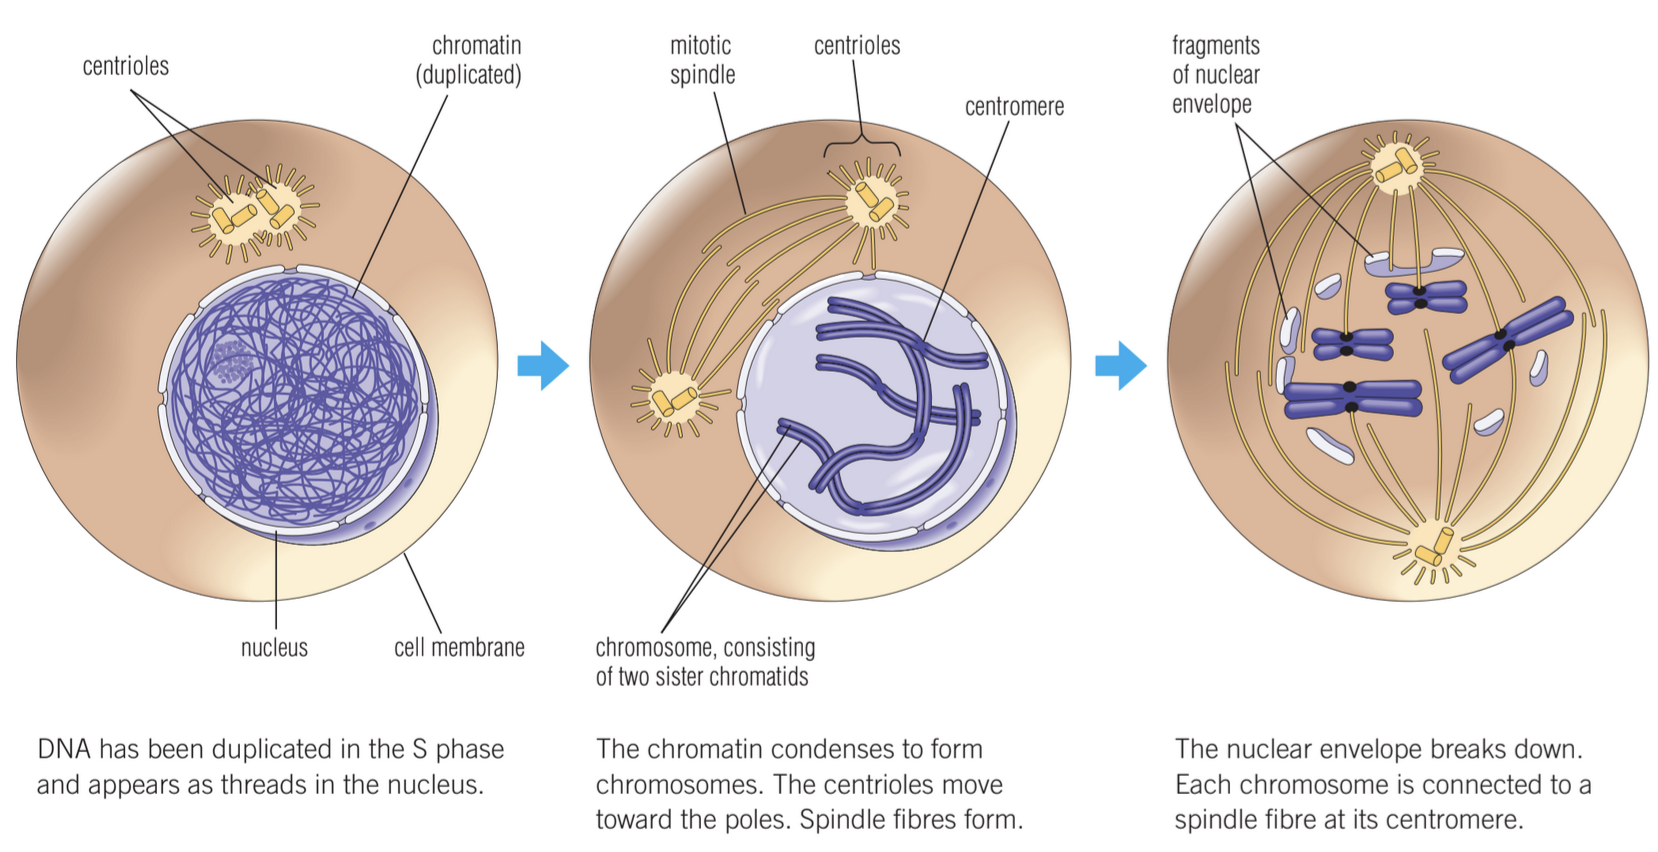 centrioles
chromatin
(duplicated)
nucleus
cell membrane
DNA has been duplicated in the S phase
and appears as threads in the nucleus.
mitotic
spindle
centrioles
centromere
chromosome, consisting
of two sister chromatids
The chromatin condenses to form
chromosomes. The centrioles move
toward the poles. Spindle fibres form.
fragments
of nuclear
envelope
The nuclear envelope breaks down.
Each chromosome is connected to a
spindle fibre at its centromere.